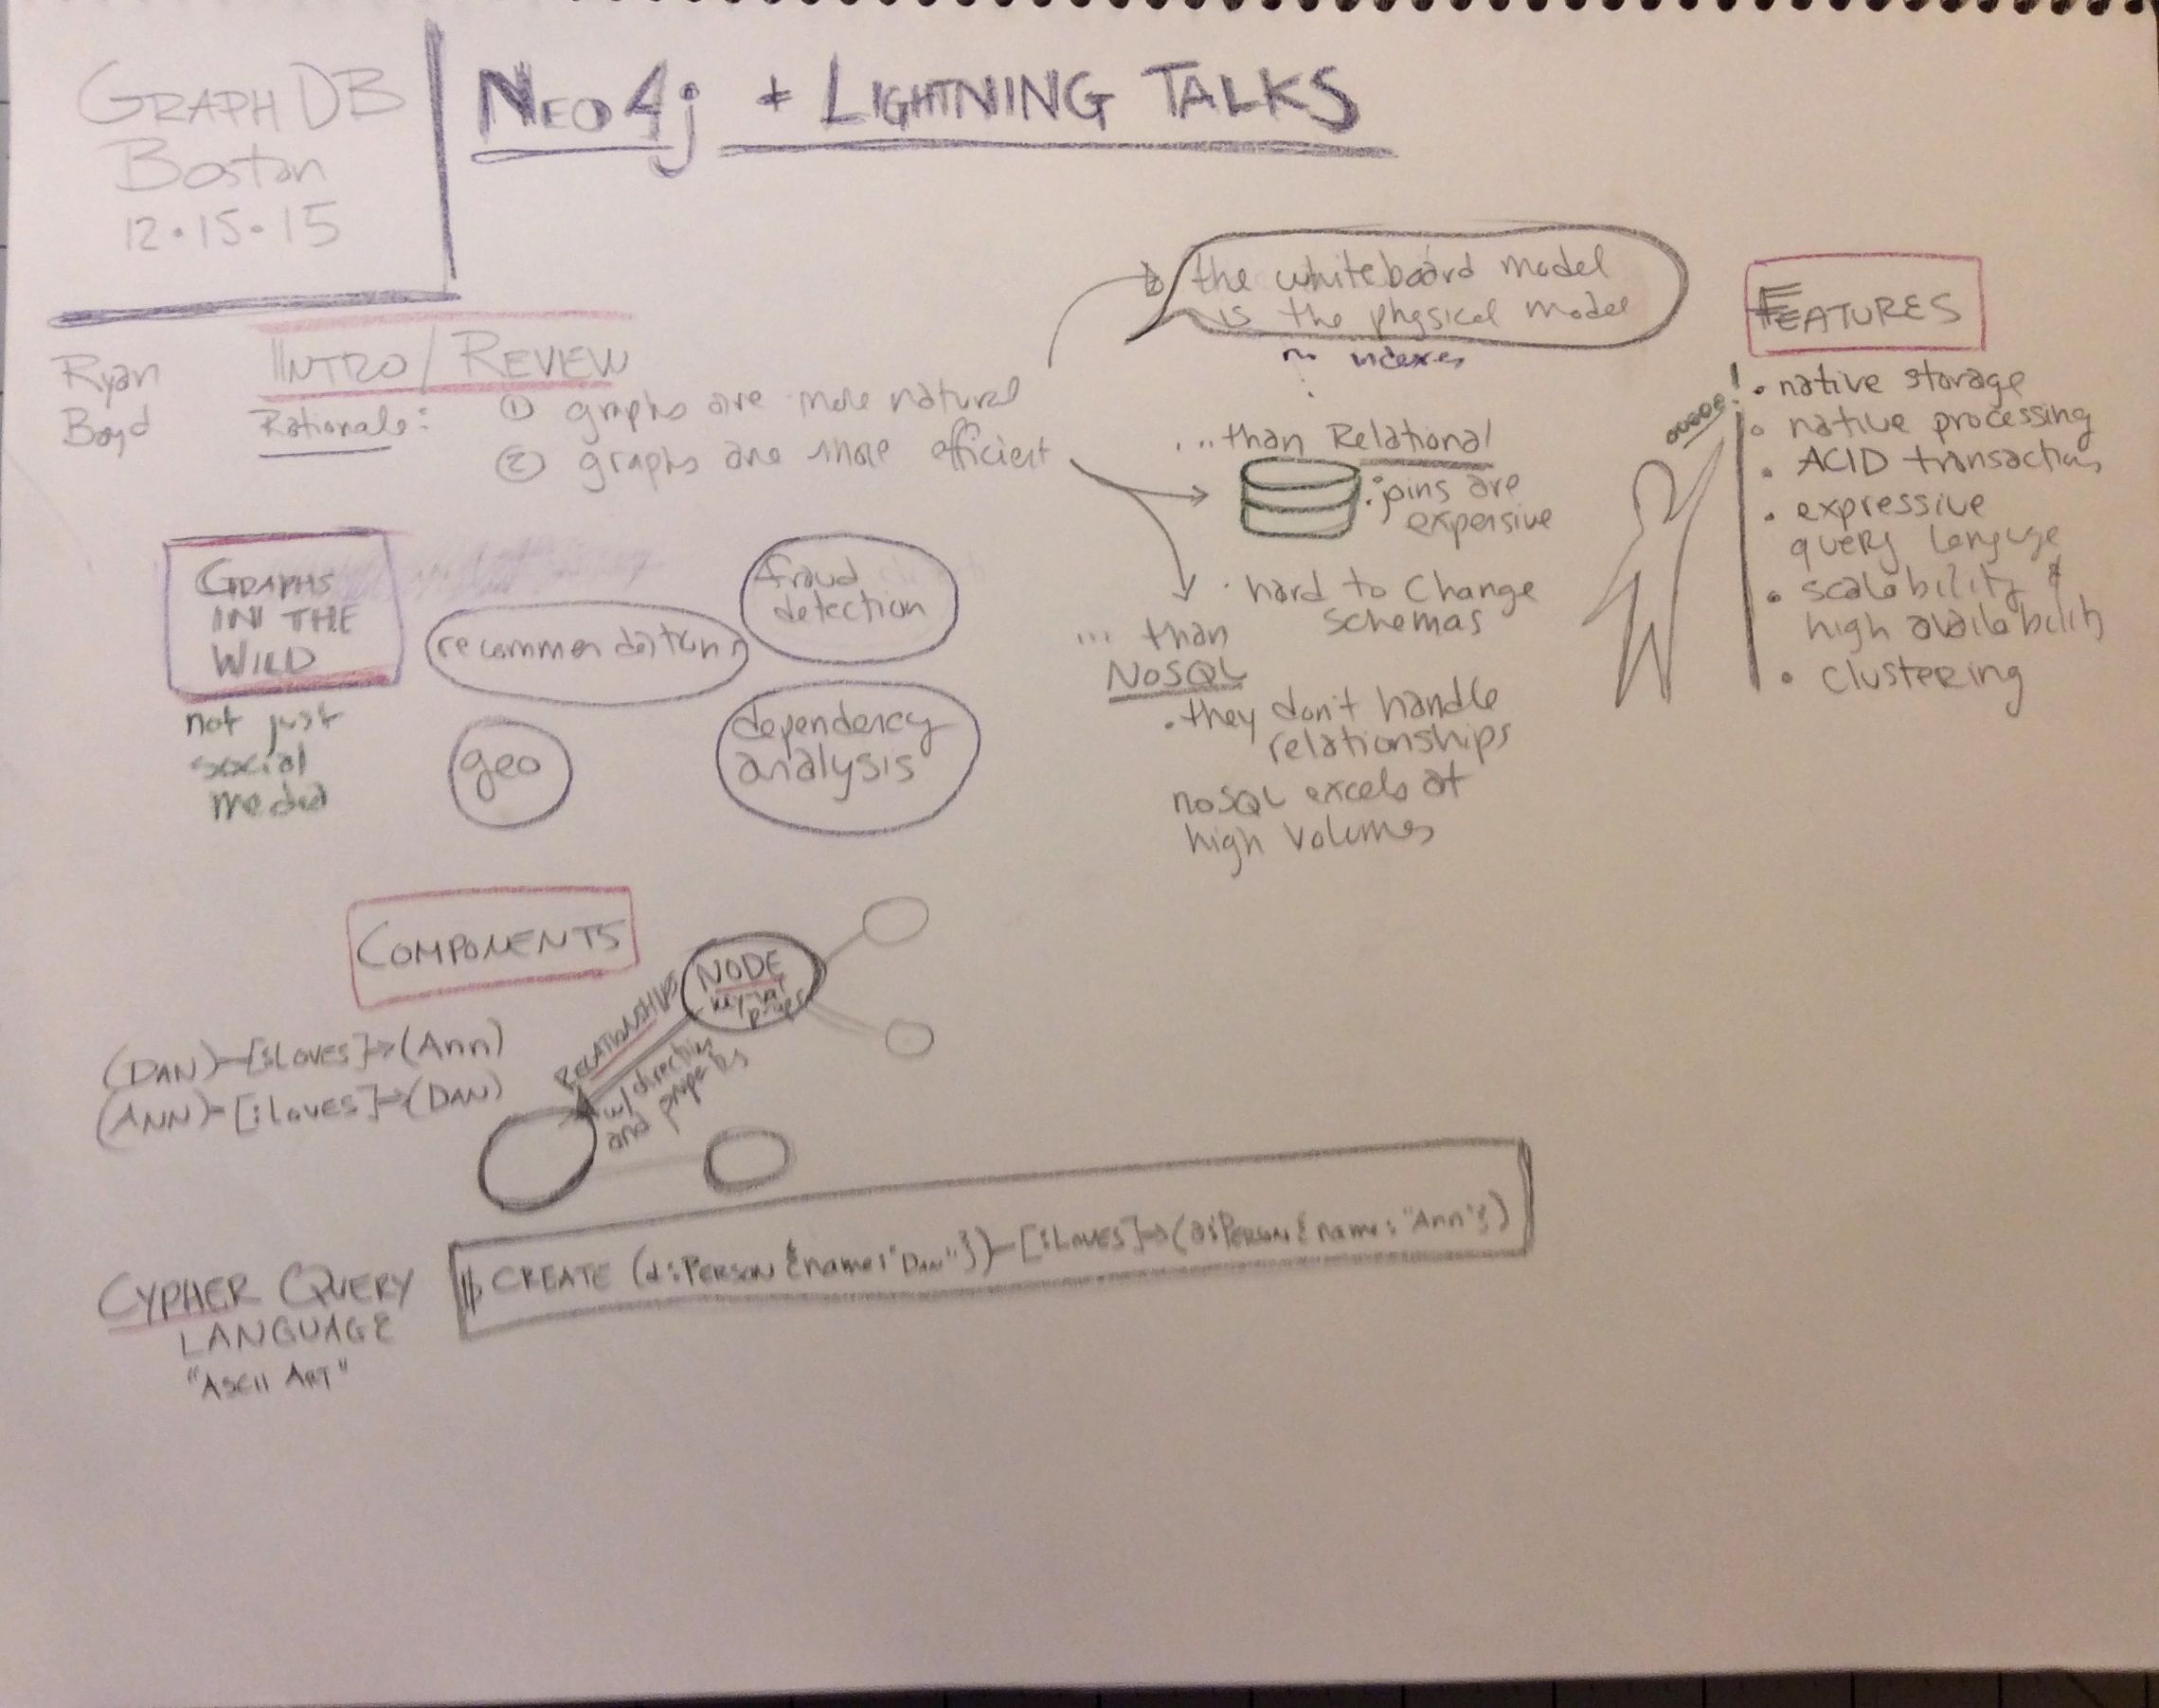 GRAPH DB
Boston
12.15.15
NEO4j + LIGHTNING TALKS
Ryan
Boyd
INTRO / REVIEW
Rationale:
① graphs are more natural
② graphs are more efficient
the whiteboard model
is the physical model
no indexes
...than Relational
• joins are
expensive
• hard to Change
Schemas
... than
NoSQL
• they don't handle
relationships
noSQL excels at
high volumes
FEATURES
• native storage
• native processing
• ACID transactions
• expressive
query language
• scalability &
high availability
• clustering
oooo!
GRAPHS
IN THE
WILD
not just
social
media
recommendations
fraud
detection
geo
dependency
analysis
COMPONENTS
NODE
key-val
props
RELATIONSHIPS
w/ direction
and properties
(DAN)-[:LOVES]->(Ann)
(ANN)-[:Loves]->(DAN)
CYPHER QUERY
LANGUAGE
"ASCII ART"
$ CREATE (d:PERSON {name:"DAN"})-[:LOVES]->(a:PERSON {name:"Ann"})